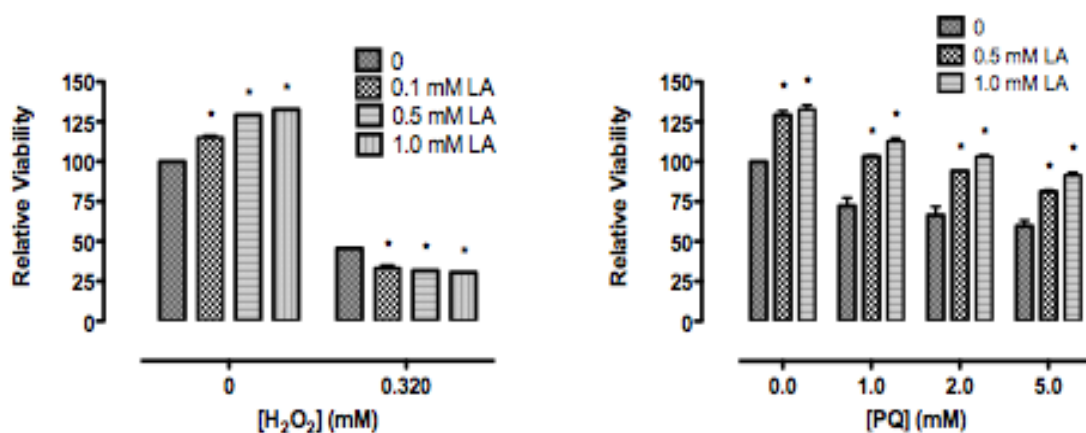 0
0.1 mM LA
0.5 mM LA
1.0 mM LA
Relative Viability
150
125
100
75
50
25
0
* * *
* * *
0 0.320
[H₂O₂] (mM)
0
0.5 mM LA
1.0 mM LA
Relative Viability
150
125
100
75
50
25
0
* *
* *
* *
* *
0.0 1.0 2.0 5.0
[PQ] (mM)